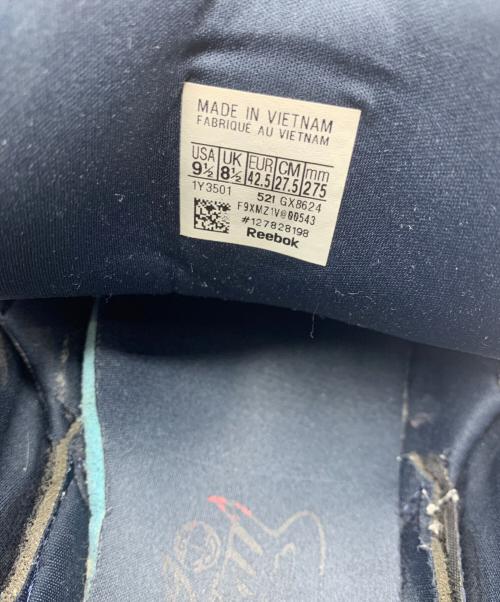 MADE IN VIETNAM
FABRIQUÉ AU VIETNAM
USA UK EUR CM mm
9½ 8½ 42.5 27.5 275
1Y3501 521 GX8624
F9XMZ1V@00543
#127828198
Reebok